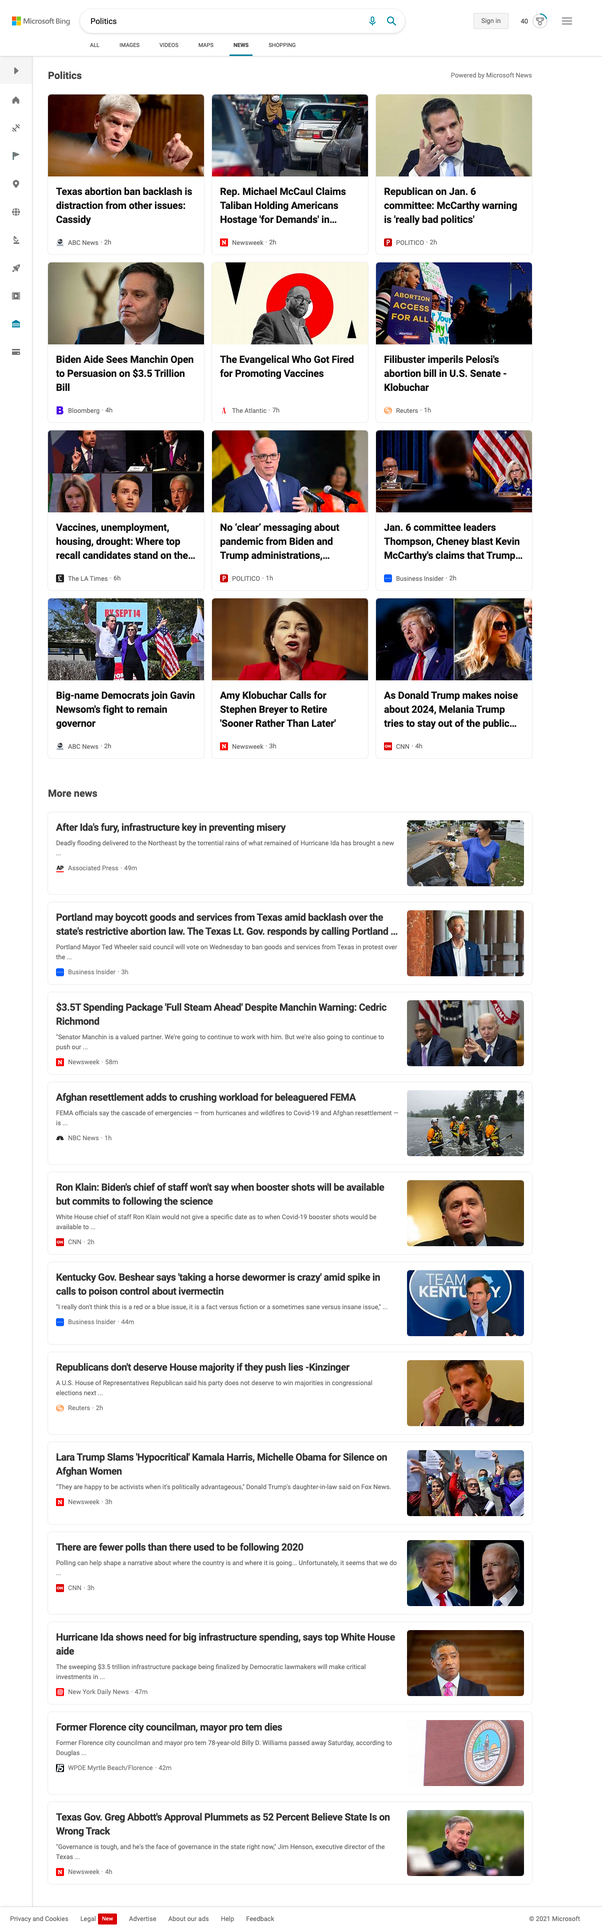 Microsoft Bing
Politics
Sign in
40
ALL
IMAGES
VIDEOS
MAPS
NEWS
SHOPPING
Politics
Powered by Microsoft News
Texas abortion ban backlash is
distraction from other issues:
Cassidy
ABC News · 2h
Rep. Michael McCaul Claims
Taliban Holding Americans
Hostage 'for Demands' in...
N Newsweek · 2h
Republican on Jan. 6
committee: McCarthy warning
is 'really bad politics'
P POLITICO · 2h
Biden Aide Sees Manchin Open
to Persuasion on $3.5 Trillion
Bill
B Bloomberg · 4h
The Evangelical Who Got Fired
for Promoting Vaccines
The Atlantic · 7h
ABORTION
ACCESS
FOR ALL
Filibuster imperils Pelosi's
abortion bill in U.S. Senate -
Klobuchar
Reuters · 1h
Vaccines, unemployment,
housing, drought: Where top
recall candidates stand on the...
The LA Times · 6h
No 'clear' messaging about
pandemic from Biden and
Trump administrations,...
P POLITICO · 1h
Jan. 6 committee leaders
Thompson, Cheney blast Kevin
McCarthy's claims that Trump...
Business Insider · 2h
BY SEPT 14
Big-name Democrats join Gavin
Newsom's fight to remain
governor
ABC News · 2h
Amy Klobuchar Calls for
Stephen Breyer to Retire
'Sooner Rather Than Later'
N Newsweek · 3h
As Donald Trump makes noise
about 2024, Melania Trump
tries to stay out of the public...
CNN · 4h
More news
After Ida's fury, infrastructure key in preventing misery
Deadly flooding delivered to the Northeast by the torrential rains of what remained of Hurricane Ida has brought a new
...
AP Associated Press · 49m
Portland may boycott goods and services from Texas amid backlash over the
state's restrictive abortion law. The Texas Lt. Gov. responds by calling Portland ...
Portland Mayor Ted Wheeler said council will vote on Wednesday to ban goods and services from Texas in protest over
the ...
Business Insider · 3h
$3.5T Spending Package 'Full Steam Ahead' Despite Manchin Warning: Cedric
Richmond
"Senator Manchin is a valued partner. We're going to continue to work with him. But we're also going to continue to
push our ...
N Newsweek · 58m
Afghan resettlement adds to crushing workload for beleaguered FEMA
FEMA officials say the cascade of emergencies — from hurricanes and wildfires to Covid-19 and Afghan resettlement —
is ...
NBC News · 1h
Ron Klain: Biden's chief of staff won't say when booster shots will be available
but commits to following the science
White House chief of staff Ron Klain would not give a specific date as to when Covid-19 booster shots would be
available to ...
CNN · 2h
Kentucky Gov. Beshear says 'taking a horse dewormer is crazy' amid spike in
calls to poison control about ivermectin
"I really don't think this is a red or a blue issue, it is a fact versus fiction or a sometimes sane versus insane issue," ...
Business Insider · 44m
TEAM
KENTUCKY
Republicans don't deserve House majority if they push lies -Kinzinger
A U.S. House of Representatives Republican said his party does not deserve to win majorities in congressional
elections next ...
Reuters · 2h
Lara Trump Slams 'Hypocritical' Kamala Harris, Michelle Obama for Silence on
Afghan Women
"They are happy to be activists when it's politically advantageous," Donald Trump's daughter-in-law said on Fox News.
N Newsweek · 3h
There are fewer polls than there used to be following 2020
Polling can help shape a narrative about where the country is and where it is going... Unfortunately, it seems that we do
...
CNN · 3h
Hurricane Ida shows need for big infrastructure spending, says top White House
aide
The sweeping $3.5 trillion infrastructure package being finalized by Democratic lawmakers will make critical
investments in ...
New York Daily News · 47m
Former Florence city councilman, mayor pro tem dies
Former Florence city councilman and mayor pro tem 78-year-old Billy D. Williams passed away Saturday, according to
Douglas ...
WPDE Myrtle Beach/Florence · 42m
Texas Gov. Greg Abbott's Approval Plummets as 52 Percent Believe State Is on
Wrong Track
"Governance is tough, and he's the face of governance in the state right now," Jim Henson, executive director of the
Texas ...
N Newsweek · 4h
Privacy and Cookies
Legal
New
Advertise
About our ads
Help
Feedback
© 2021 Microsoft